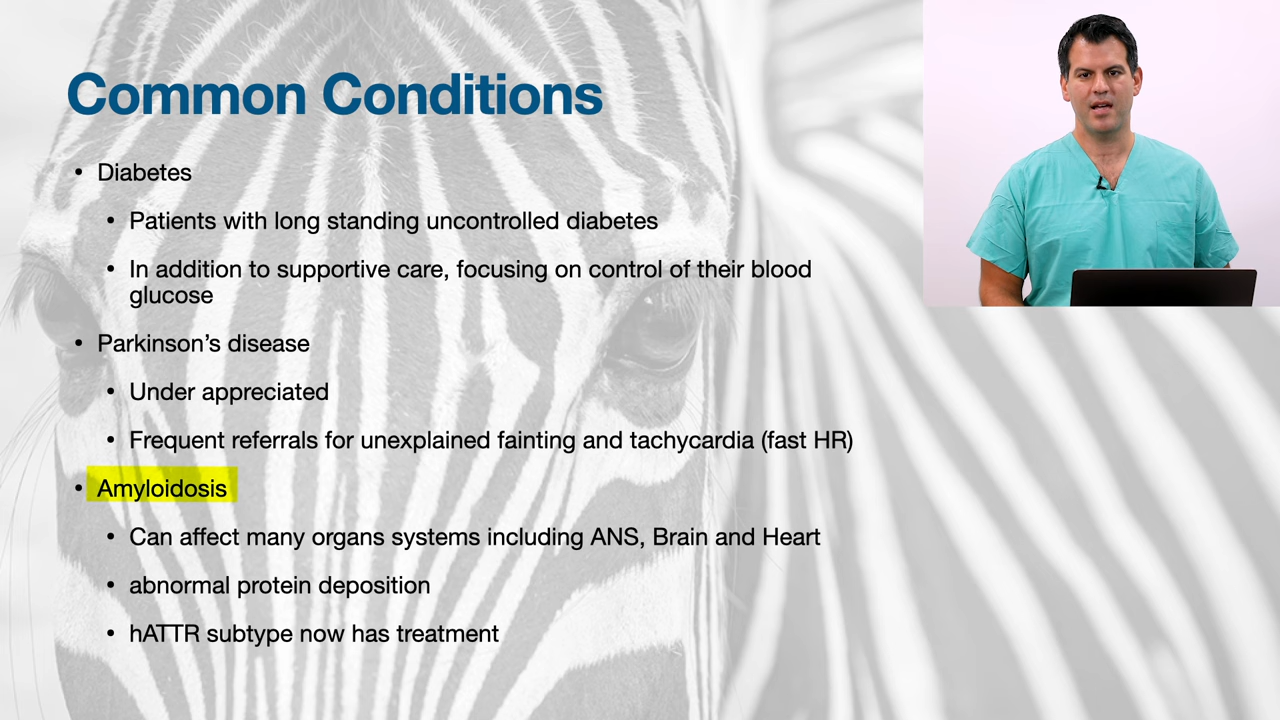 Common Conditions
• Diabetes
• Patients with long standing uncontrolled diabetes
• In addition to supportive care, focusing on control of their blood
glucose
• Parkinson’s disease
• Under appreciated
• Frequent referrals for unexplained fainting and tachycardia (fast HR)
• Amyloidosis
• Can affect many organs systems including ANS, Brain and Heart
• abnormal protein deposition
• hATTR subtype now has treatment